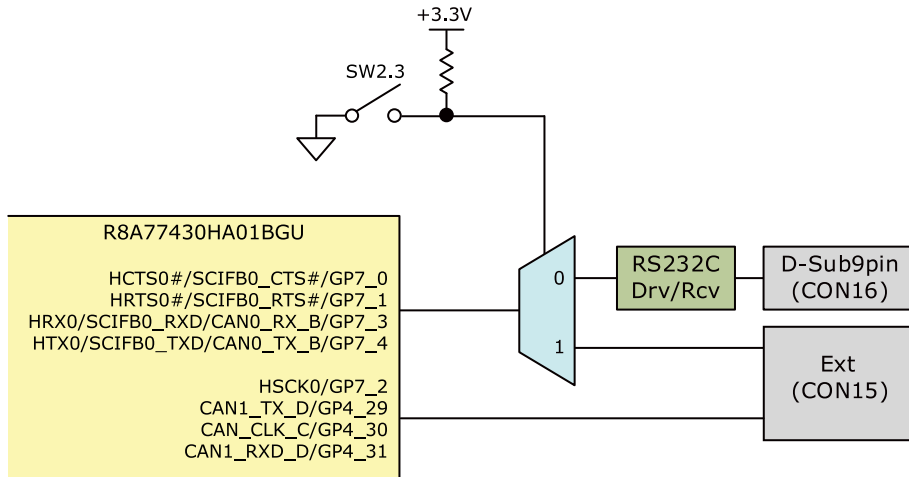 +3.3V
SW2.3
R8A77430HA01BGU
HCTS0#/SCIFB0_CTS#/GP7_0
HRTS0#/SCIFB0_RTS#/GP7_1
HRX0/SCIFB0_RXD/CAN0_RX_B/GP7_3
HTX0/SCIFB0_TXD/CAN0_TX_B/GP7_4
HSCK0/GP7_2
CAN1_TX_D/GP4_29
CAN_CLK_C/GP4_30
CAN1_RXD_D/GP4_31
0
1
RS232C
Drv/Rcv
D-Sub9pin
(CON16)
Ext
(CON15)